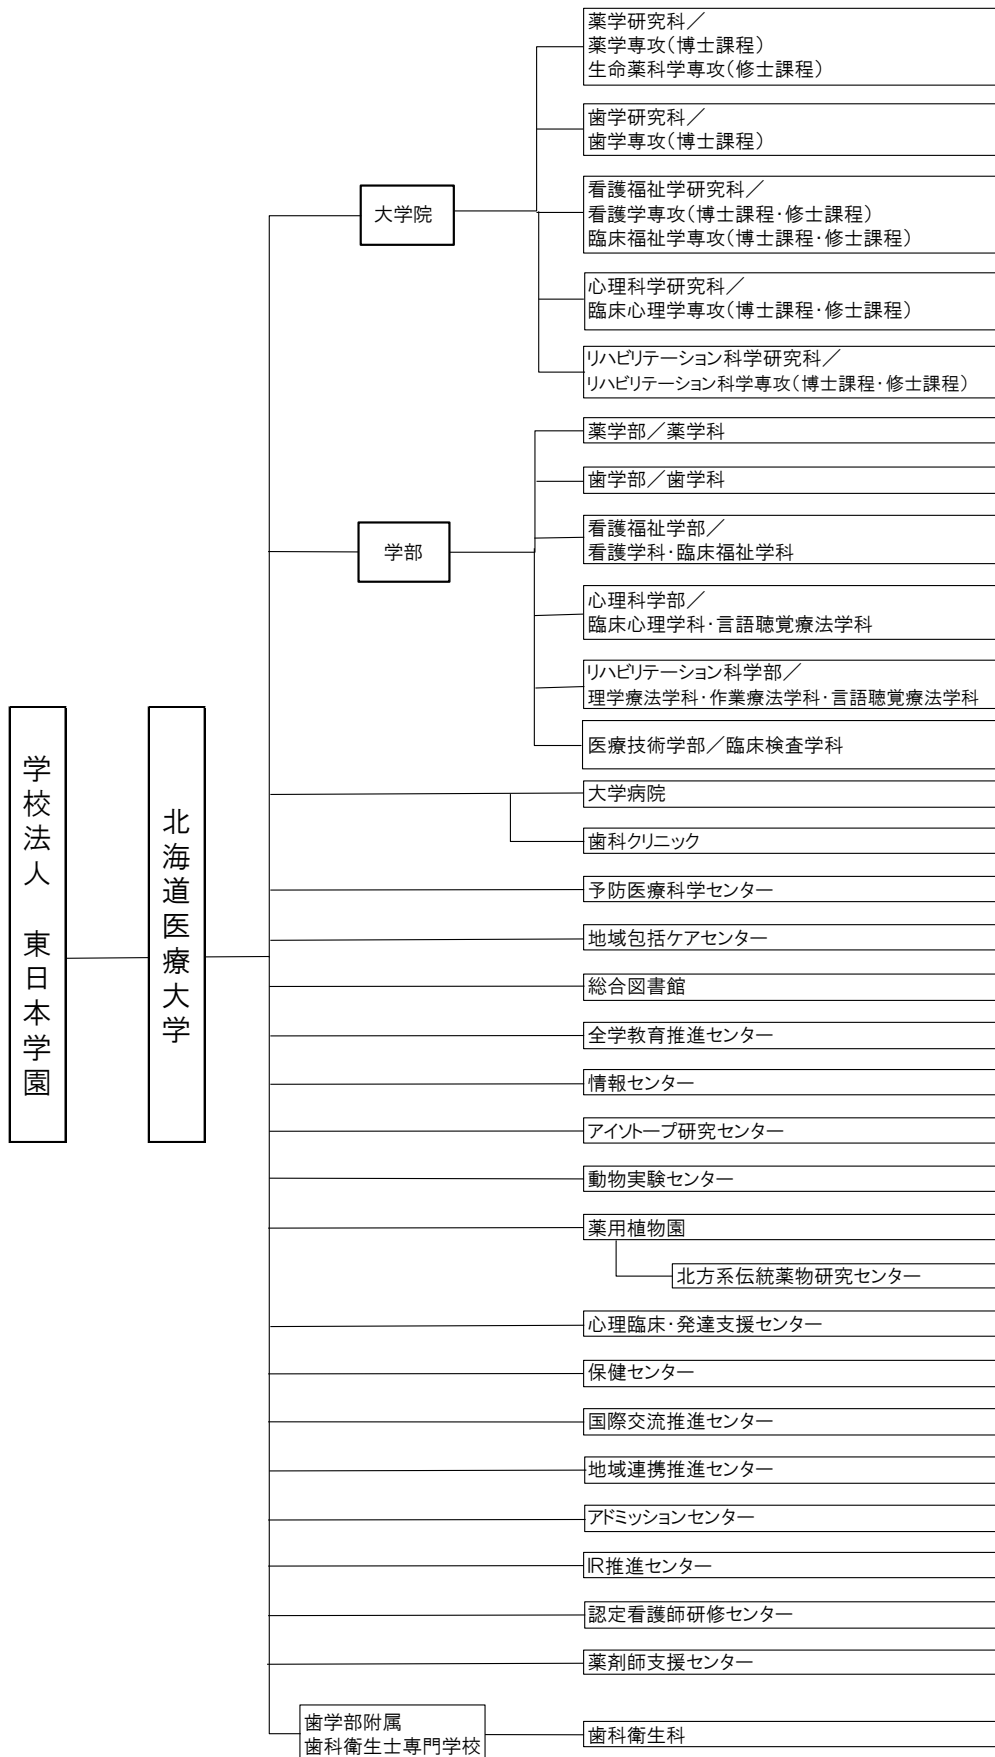 学校法人 東日本学園
北海道医療大学
大学院
薬学研究科／
薬学専攻(博士課程)
生命薬科学専攻(修士課程)
歯学研究科／
歯学専攻(博士課程)
看護福祉学研究科／
看護学専攻(博士課程･修士課程)
臨床福祉学専攻(博士課程･修士課程)
心理科学研究科／
臨床心理学専攻(博士課程･修士課程)
リハビリテーション科学研究科／
リハビリテーション科学専攻(博士課程･修士課程)
学部
薬学部／薬学科
歯学部／歯学科
看護福祉学部／
看護学科･臨床福祉学科
心理科学部／
臨床心理学科･言語聴覚療法学科
リハビリテーション科学部／
理学療法学科･作業療法学科･言語聴覚療法学科
医療技術学部／臨床検査学科
大学病院
歯科クリニック
予防医療科学センター
地域包括ケアセンター
総合図書館
全学教育推進センター
情報センター
アイソトープ研究センター
動物実験センター
薬用植物園
北方系伝統薬物研究センター
心理臨床･発達支援センター
保健センター
国際交流推進センター
地域連携推進センター
アドミッションセンター
IR推進センター
認定看護師研修センター
薬剤師支援センター
歯学部附属
歯科衛生士専門学校
歯科衛生科